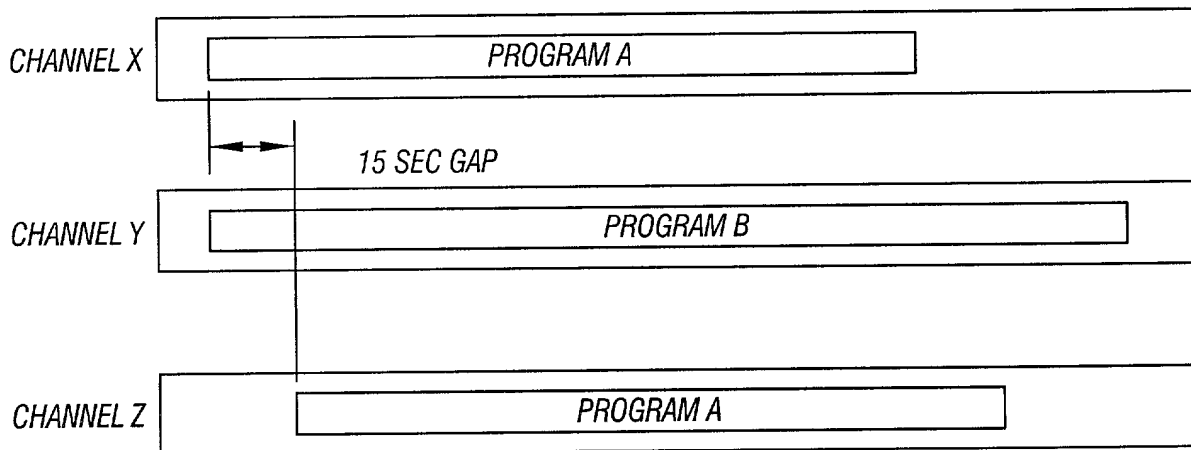 CHANNEL X
PROGRAM A
15 SEC GAP
CHANNEL Y
PROGRAM B
CHANNEL Z
PROGRAM A